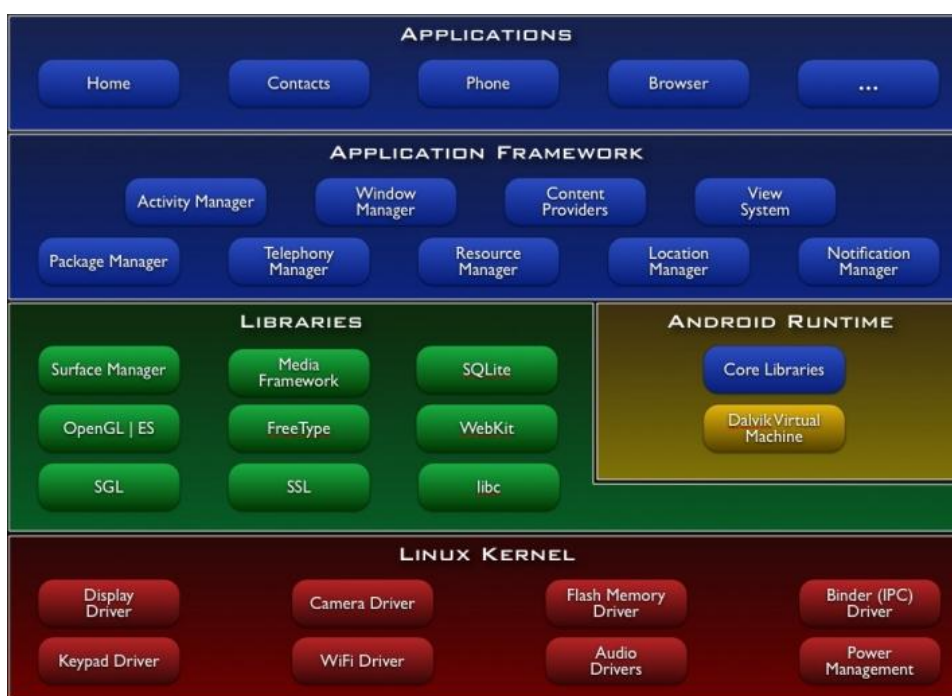 APPLICATIONS
Home
Contacts
Phone
Browser
...
APPLICATION FRAMEWORK
Activity Manager
Window
Manager
Content
Providers
View
System
Package Manager
Telephony
Manager
Resource
Manager
Location
Manager
Notification
Manager
LIBRARIES
Surface Manager
Media
Framework
SQLite
OpenGL | ES
FreeType
WebKit
SGL
SSL
libc
ANDROID RUNTIME
Core Libraries
Dalvik Virtual
Machine
LINUX KERNEL
Display
Driver
Camera Driver
Flash Memory
Driver
Binder (IPC)
Driver
Keypad Driver
WiFi Driver
Audio
Drivers
Power
Management